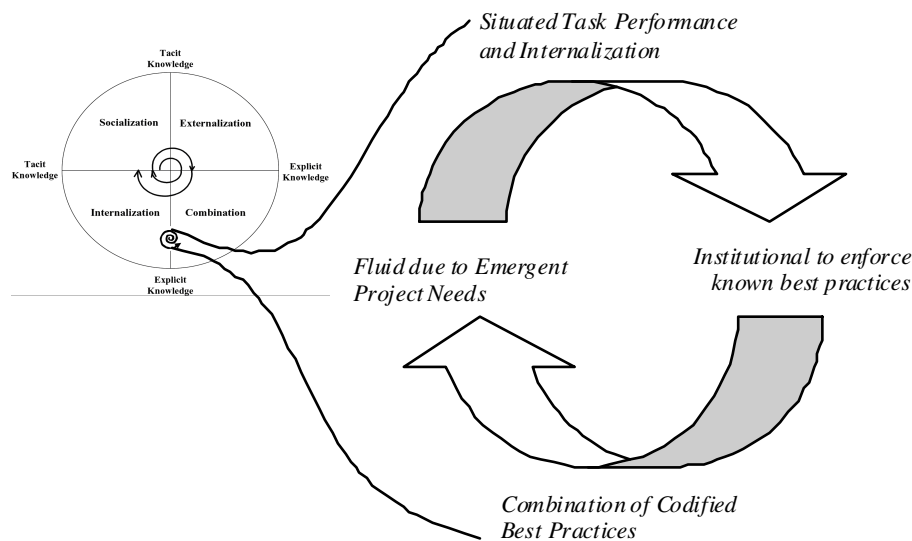 Situated Task Performance
and Internalization
Tacit
Knowledge
Socialization
Externalization
Tacit
Knowledge
Explicit
Knowledge
Internalization
Combination
Explicit
Knowledge
Fluid due to Emergent
Project Needs
Institutional to enforce
known best practices
Combination of Codified
Best Practices